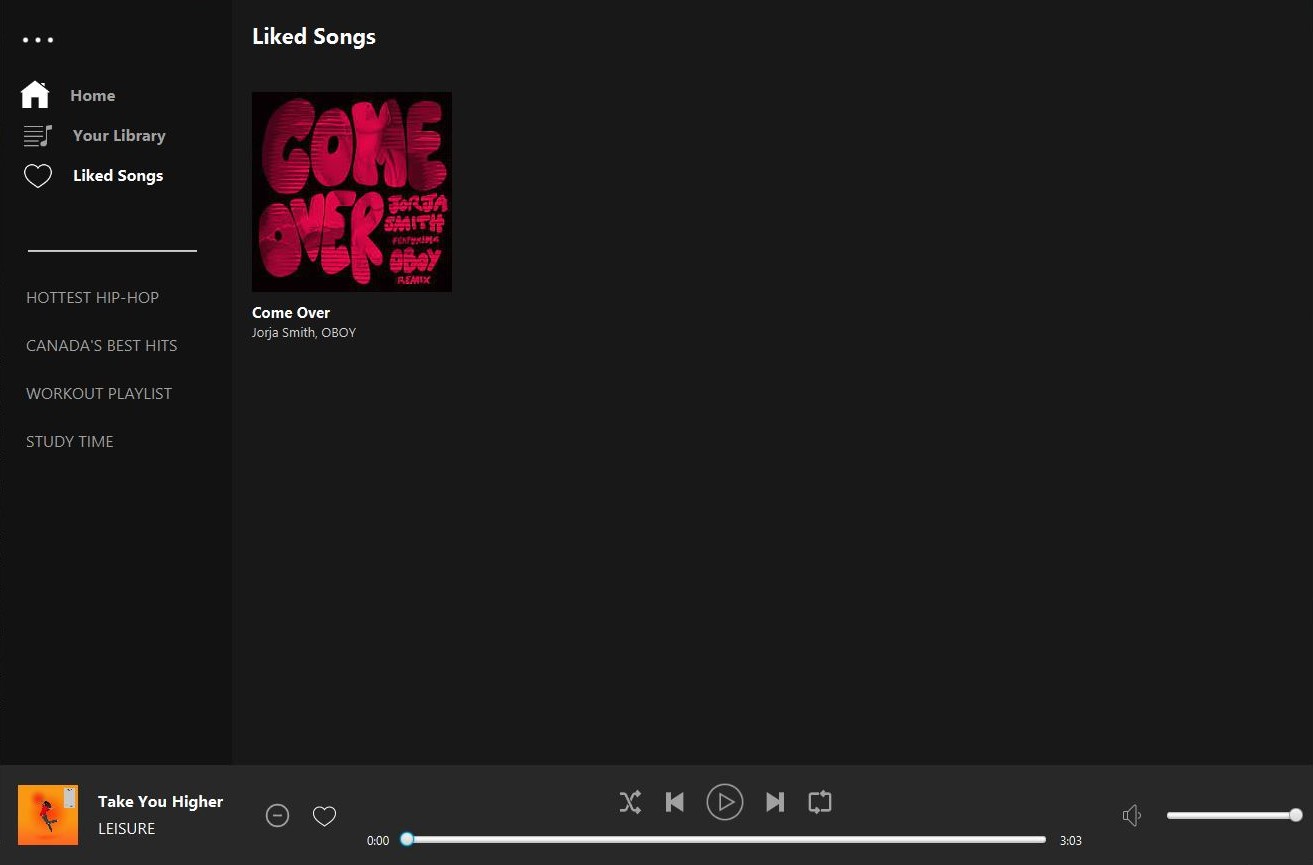 Liked Songs
Home
Your Library
Liked Songs
HOTTEST HIP-HOP
CANADA'S BEST HITS
WORKOUT PLAYLIST
STUDY TIME
COME
OVER
JORJA
SMITH
FEATURING
OBOY
REMIX
Come Over
Jorja Smith, OBOY
Take You Higher
LEISURE
0:00
3:03